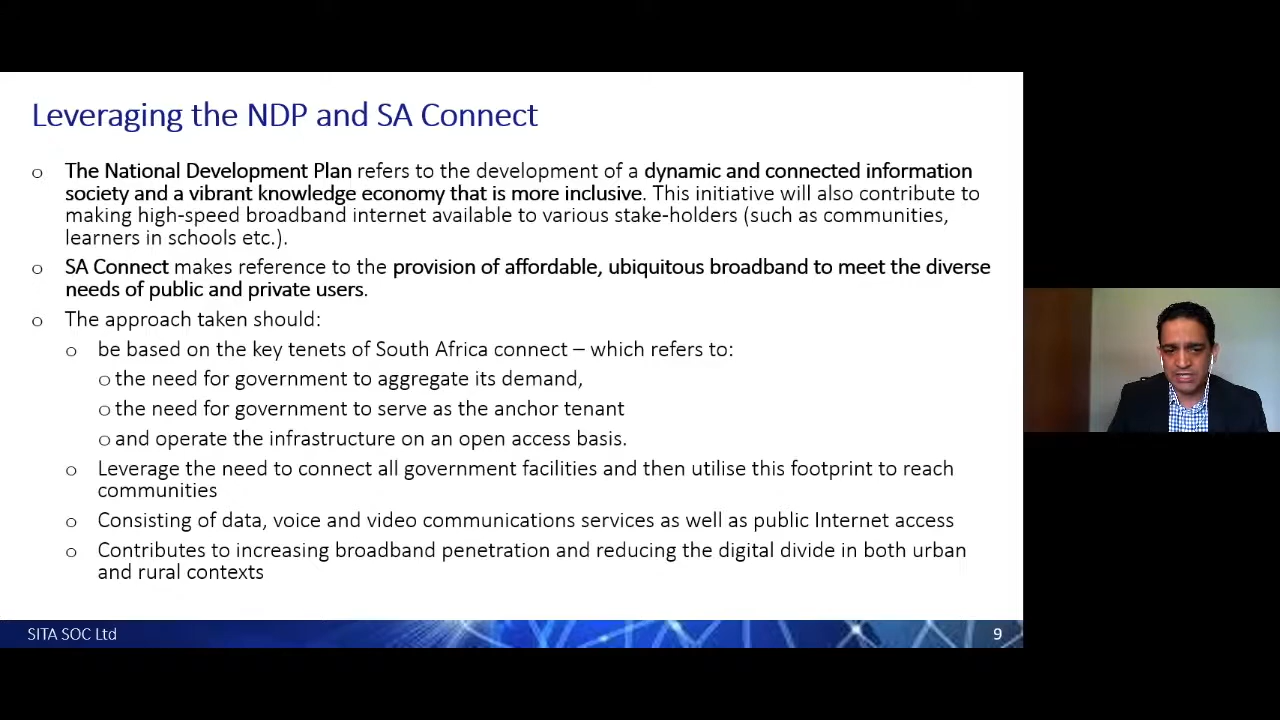 Leveraging the NDP and SA Connect
o The National Development Plan refers to the development of a dynamic and connected information
society and a vibrant knowledge economy that is more inclusive. This initiative will also contribute to
making high-speed broadband internet available to various stake-holders (such as communities,
learners in schools etc.).
o SA Connect makes reference to the provision of affordable, ubiquitous broadband to meet the diverse
needs of public and private users.
o The approach taken should:
o be based on the key tenets of South Africa connect – which refers to:
o the need for government to aggregate its demand,
o the need for government to serve as the anchor tenant
o and operate the infrastructure on an open access basis.
o Leverage the need to connect all government facilities and then utilise this footprint to reach
communities
o Consisting of data, voice and video communications services as well as public Internet access
o Contributes to increasing broadband penetration and reducing the digital divide in both urban
and rural contexts
SITA SOC Ltd
9